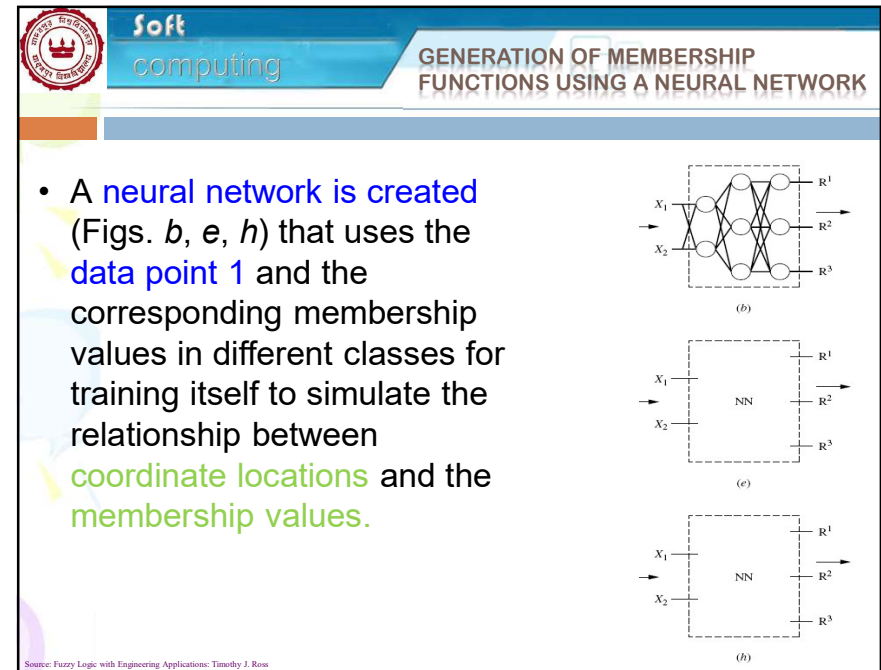 Soft
computing
GENERATION OF MEMBERSHIP
FUNCTIONS USING A NEURAL NETWORK
• A neural network is created
(Figs. b, e, h) that uses the
data point 1 and the
corresponding membership
values in different classes for
training itself to simulate the
relationship between
coordinate locations and the
membership values.
X₁
X₂
R¹
R²
R³
(b)
X₁
X₂
NN
R¹
R²
R³
(e)
X₁
X₂
NN
R¹
R²
R³
(h)
Source: Fuzzy Logic with Engineering Applications: Timothy J. Ross